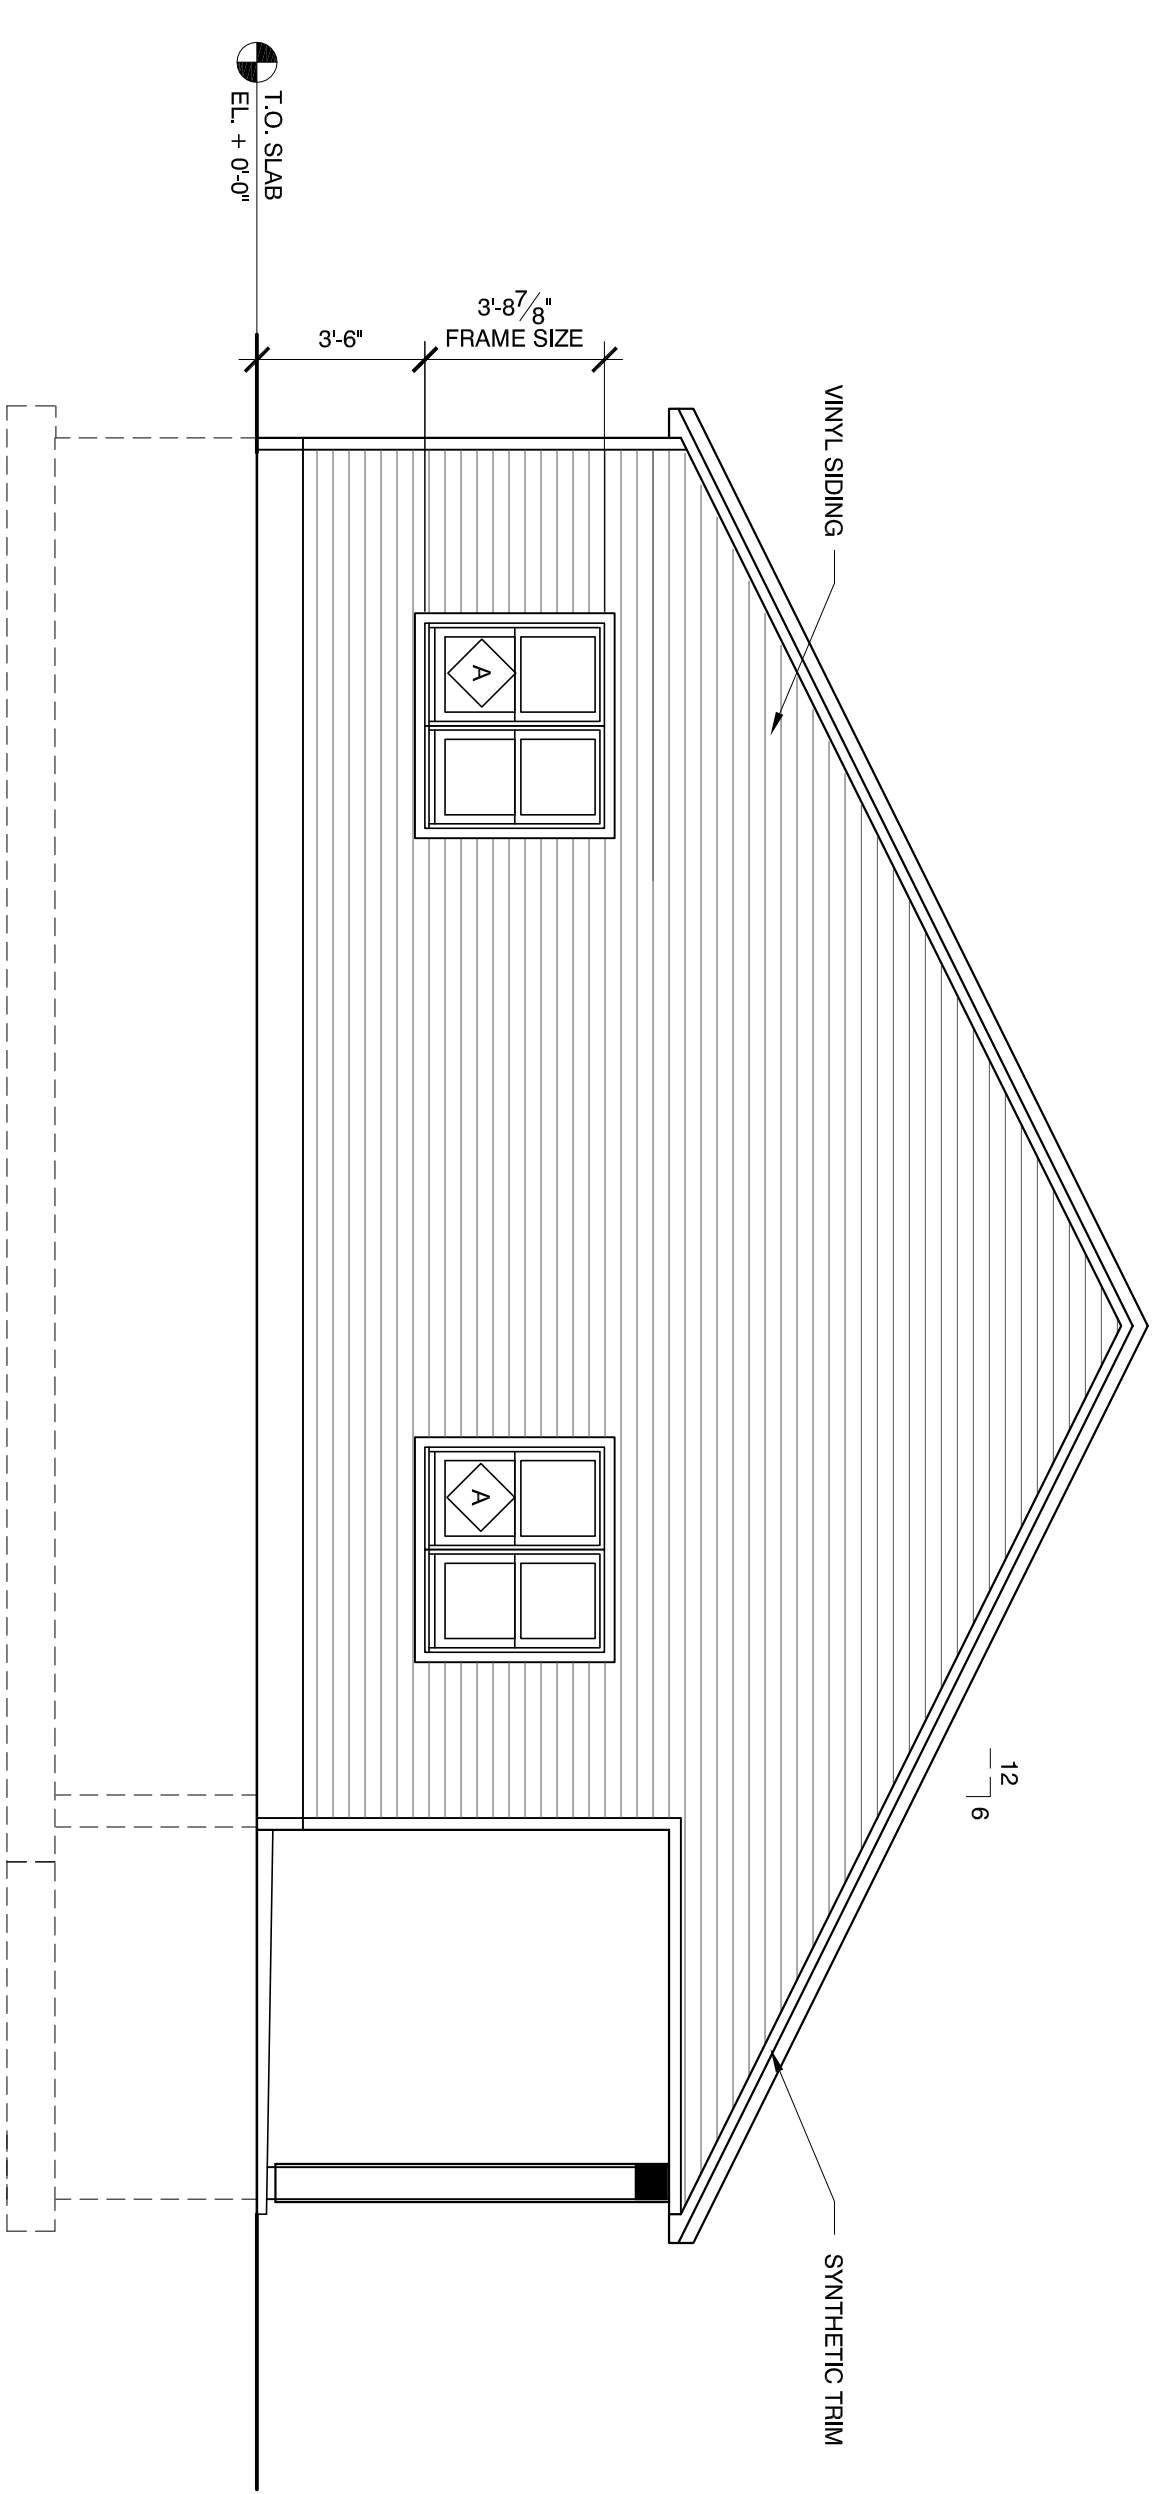 T.O. SLAB
EL. + 0'-0"
3'-6"
3'-8 7/8"
FRAME SIZE
VINYL SIDING
A
A
12
6
SYNTHETIC TRIM